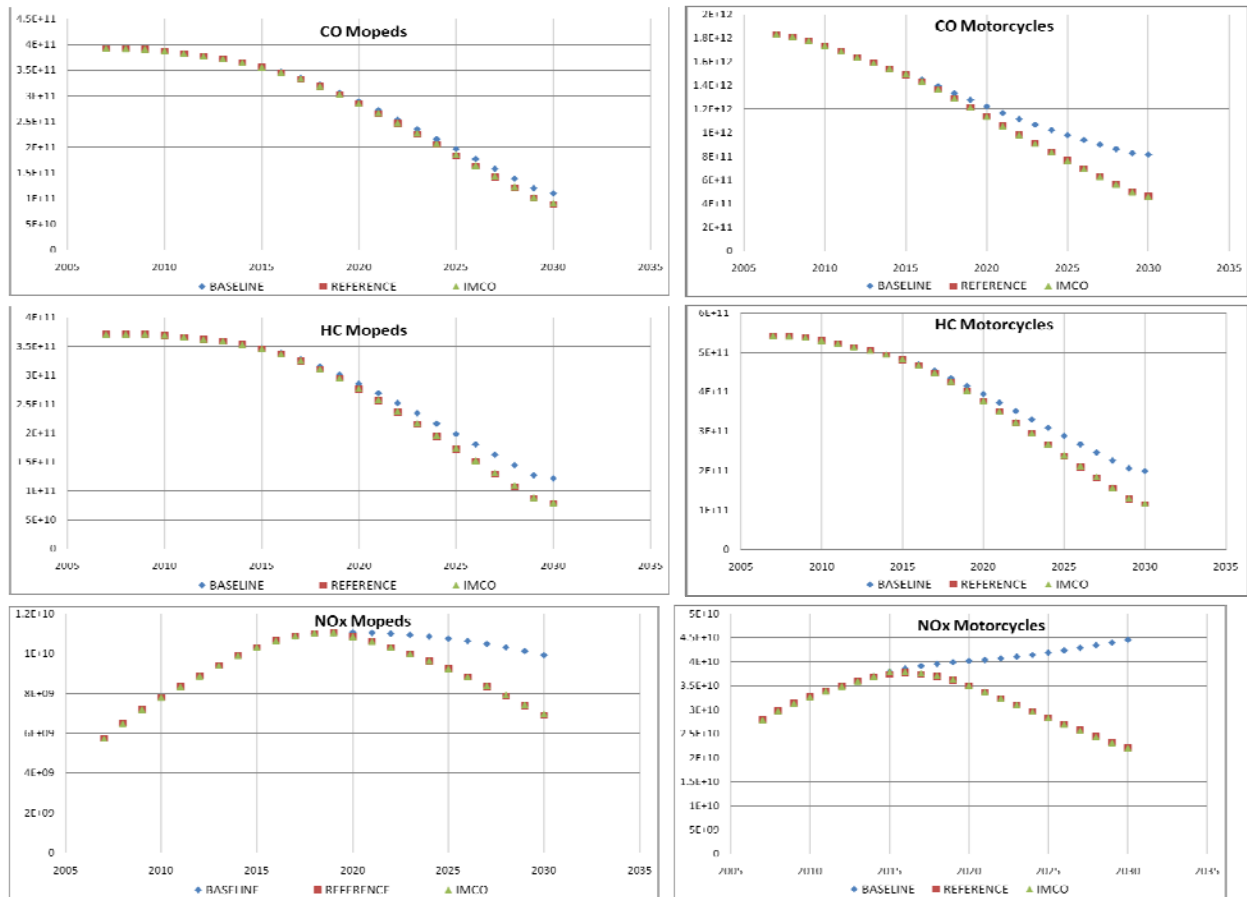 CO Mopeds
4.5E+11
4E+11
3.5E+11
3E+11
2.5E+11
2E+11
1.5E+11
1E+11
5E+10
0
2005 2010 2015 2020 2025 2030 2035
BASELINE REFERENCE IMCO
CO Motorcycles
2E+12
1.8E+12
1.6E+12
1.4E+12
1.2E+12
1E+12
8E+11
6E+11
4E+11
2E+11
0
2005 2010 2015 2020 2025 2030 2035
BASELINE REFERENCE IMCO
HC Mopeds
4E+11
3.5E+11
3E+11
2.5E+11
2E+11
1.5E+11
1E+11
5E+10
0
2005 2010 2015 2020 2025 2030 2035
BASELINE REFERENCE IMCO
HC Motorcycles
6E+11
5E+11
4E+11
3E+11
2E+11
1E+11
0
2005 2010 2015 2020 2025 2030 2035
BASELINE REFERENCE IMCO
NOx Mopeds
1.2E+10
1E+10
8E+09
6E+09
4E+09
2E+09
0
2005 2010 2015 2020 2025 2030 2035
BASELINE REFERENCE IMCO
NOx Motorcycles
5E+10
4.5E+10
4E+10
3.5E+10
3E+10
2.5E+10
2E+10
1.5E+10
1E+10
5E+09
0
2005 2010 2015 2020 2025 2030 2035
BASELINE REFERENCE IMCO